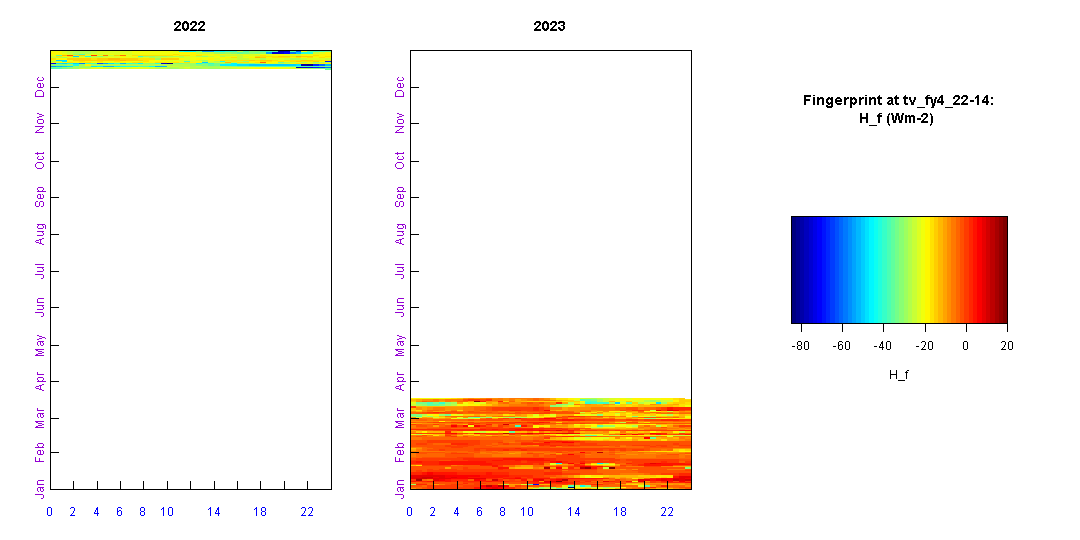 2022
2023
Fingerprint at tv_fy4_22-14:
H_f (Wm-2)
Dec
Nov
Oct
Sep
Aug
Jul
Jun
May
Apr
Mar
Feb
Jan
0 2 4 6 8 10 14 18 22
Dec
Nov
Oct
Sep
Aug
Jul
Jun
May
Apr
Mar
Feb
Jan
0 2 4 6 8 10 14 18 22
-80 -60 -40 -20 0 20
H_f